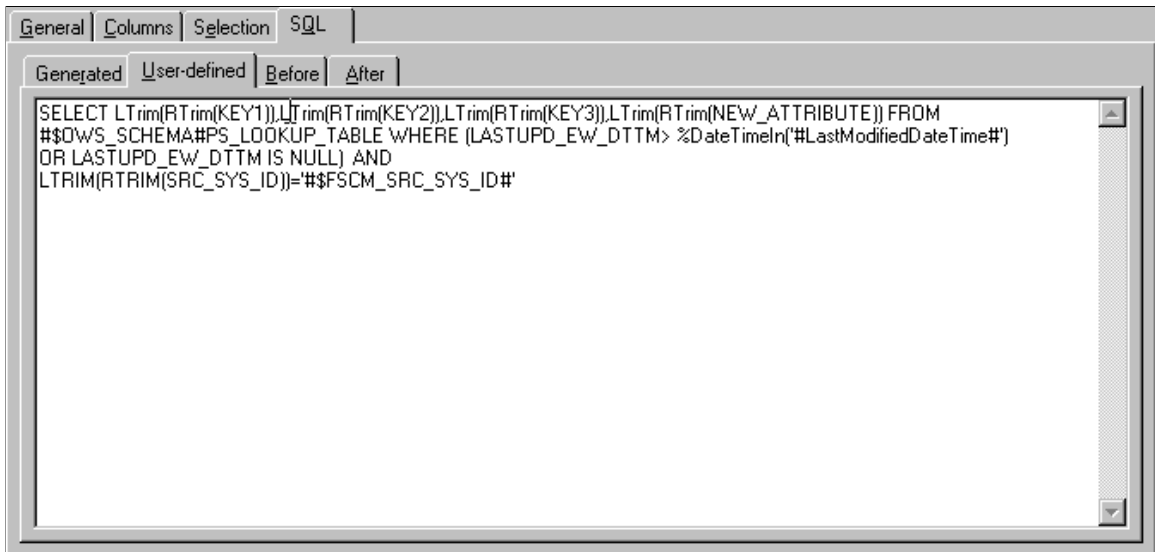 General Columns Selection SQL
Generated User-defined Before After
SELECT LTrim(RTrim(KEY1)),LTrim(RTrim(KEY2)),LTrim(RTrim(KEY3)),LTrim(RTrim(NEW_ATTRIBUTE)) FROM
#$OWS_SCHEMA#PS_LOOKUP_TABLE WHERE (LASTUPD_EW_DTTM> %DateTimeIn('#LastModifiedDateTime#')
OR LASTUPD_EW_DTTM IS NULL) AND
LTRIM(RTRIM(SRC_SYS_ID))='#$FSCM_SRC_SYS_ID#'